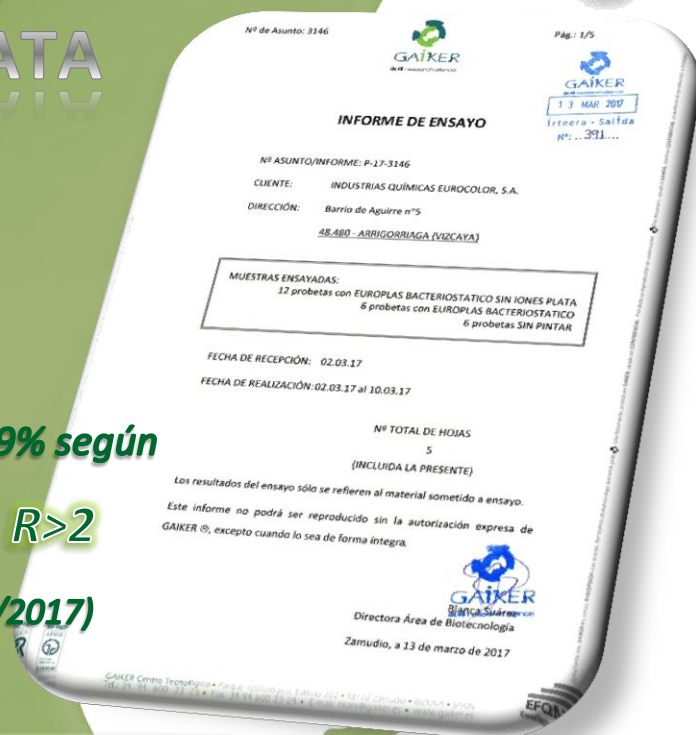 ATA
9% según
R>2
/2017)
Nº de Asunto: 3146
GAIKER
Pág.: 1/5
GAIKER
13 MAR 2017
Irteera - Salida
Nº: ..391....
INFORME DE ENSAYO
Nº ASUNTO/INFORME: P-17-3146
CLIENTE: INDUSTRIAS QUÍMICAS EUROCOLOR, S.A.
DIRECCIÓN: Barrio de Aguirre nº5
48.480 - ARRIGORRIAGA (VIZCAYA)
MUESTRAS ENSAYADAS:
12 probetas con EUROPLAS BACTERIOSTATICO SIN IONES PLATA
6 probetas con EUROPLAS BACTERIOSTATICO
6 probetas SIN PINTAR
FECHA DE RECEPCIÓN: 02.03.17
FECHA DE REALIZACIÓN: 02.03.17 al 10.03.17
Nº TOTAL DE HOJAS
5
(INCLUIDA LA PRESENTE)
Los resultados del ensayo sólo se refieren al material sometido a ensayo.
Este informe no podrá ser reproducido sin la autorización expresa de
GAIKER ®, excepto cuando lo sea de forma íntegra.
GAIKER
Blanca Suárez
Directora Área de Biotecnología
Zamudio, a 13 de marzo de 2017
GAIKER Centro Tecnológico
EFQM